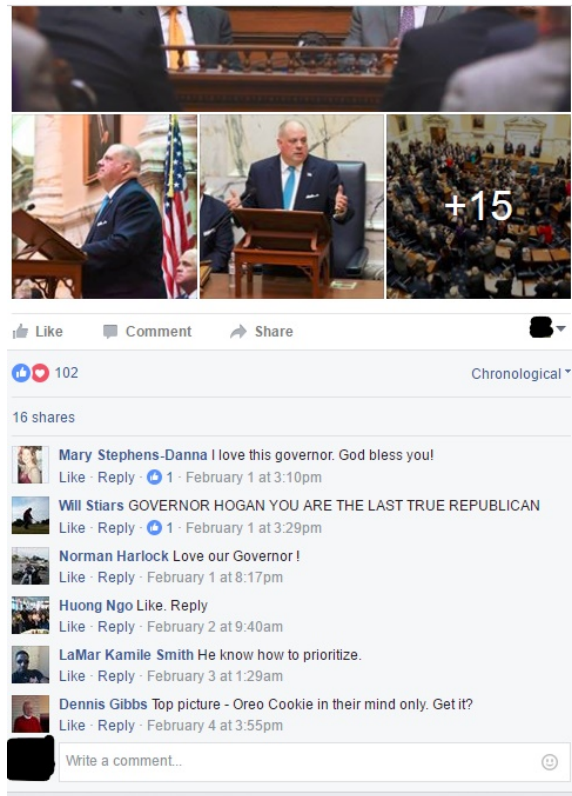 +15
Like Comment Share
102 Chronological
16 shares
Mary Stephens-Danna I love this governor. God bless you!
Like · Reply · 1 · February 1 at 3:10pm
Will Stiars GOVERNOR HOGAN YOU ARE THE LAST TRUE REPUBLICAN
Like · Reply · 1 · February 1 at 3:29pm
Norman Harlock Love our Governor !
Like · Reply · February 1 at 8:17pm
Huong Ngo Like. Reply
Like · Reply · February 2 at 9:40am
LaMar Kamile Smith He know how to prioritize.
Like · Reply · February 3 at 1:29am
Dennis Gibbs Top picture - Oreo Cookie in their mind only. Get it?
Like · Reply · February 4 at 3:55pm
Write a comment...